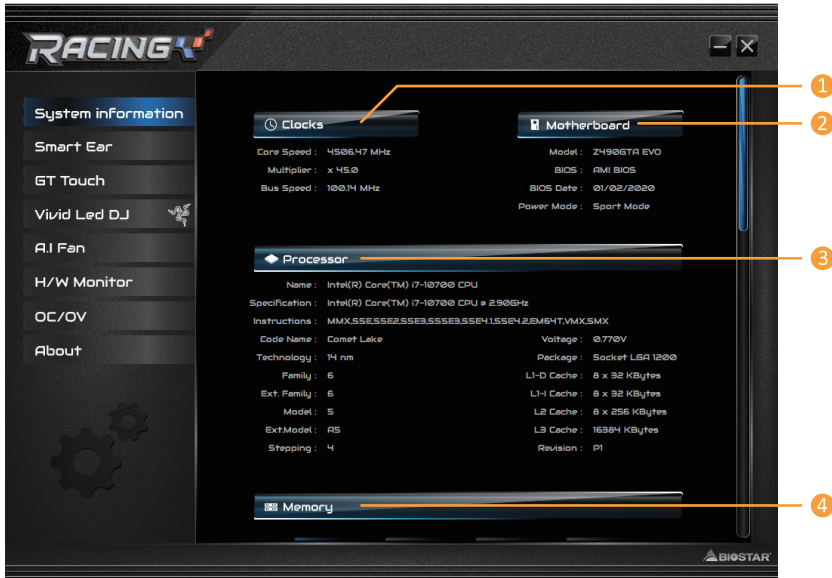 RACING
System information
Smart Ear
GT Touch
Vivid Led DJ
A.I Fan
H/W Monitor
OC/OV
About
Clocks
1
Core Speed : 4506.47 MHz
Multiplier : x 45.0
Bus Speed : 100.14 MHz
Motherboard
2
Model : Z490GTA EVO
BIOS : AMI BIOS
BIOS Date : 01/02/2020
Power Mode : Sport Mode
Processor
3
Name : Intel(R) Core(TM) i7-10700 CPU
Specification : Intel(R) Core(TM) i7-10700 CPU @ 2.90GHz
Instructions : MMX,SSE,SSE2,SSE3,SSSE3,SSE4.1,SSE4.2,EM64T,VMX,SMX
Code Name : Comet Lake
Technology : 14 nm
Family : 6
Ext. Family : 6
Model : 5
Ext.Model : A5
Stepping : 4
Voltage : 0.770V
Package : Socket LGA 1200
L1-D Cache : 8 x 32 KBytes
L1-I Cache : 8 x 32 KBytes
L2 Cache : 8 x 256 KBytes
L3 Cache : 16384 KBytes
Revision : P1
Memory
4
BIOSTAR